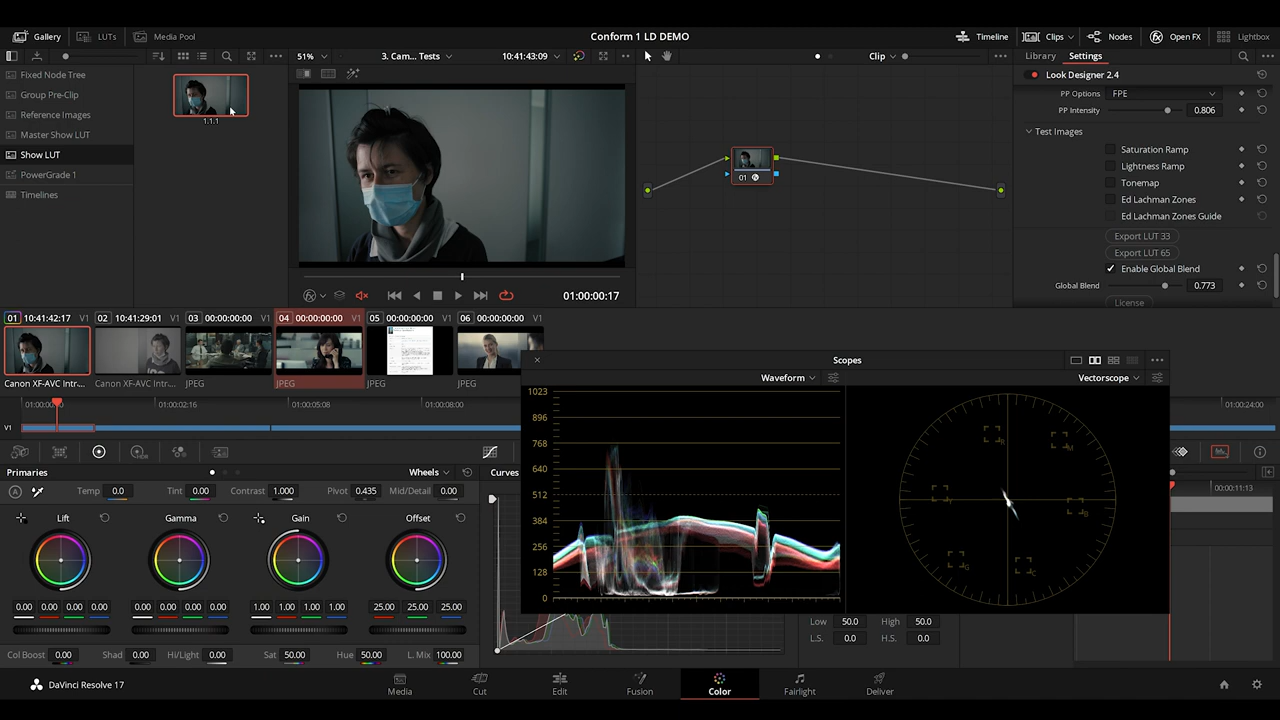 Gallery LUTs Media Pool Conform 1 LD DEMO Timeline Clips Nodes Open FX Lightbox
51% 3. Cam... Tests 10:41:43:09 Clip Library Settings
Fixed Node Tree
Group Pre-Clip
Reference Images
Master Show LUT
Show LUT
PowerGrade 1
Timelines
1.1.1
01
Look Designer 2.4
PP Options FPE
PP Intensity 0.806
Test Images
Saturation Ramp
Lightness Ramp
Tonemap
Ed Lachman Zones
Ed Lachman Zones Guide
Export LUT 33
Export LUT 65
Enable Global Blend
Global Blend 0.773
License
01:00:00:17
01 10:41:42:17 V1 02 10:41:29:01 V1 03 00:00:00:00 V1 04 00:00:00:00 V1 05 00:00:00:00 V1 06 00:00:00:00 V1
Canon XF-AVC Intr... Canon XF-AVC Intr... JPEG JPEG JPEG JPEG
01:00:02:16 01:00:05:08 01:00:08:00 01:00:24:00
V1
Scopes
Waveform Vectorscope
1023
896
768
640
512
384
256
128
0
R M B C G Y
Primaries Wheels Curves
Temp 0.0 Tint 0.00 Contrast 1.000 Pivot 0.435 Mid/Detail 0.00
00:00:11:13
Lift Gamma Gain Offset
0.00 0.00 0.00 0.00 0.00 0.00 0.00 0.00 1.00 1.00 1.00 1.00 25.00 25.00 25.00
Col Boost 0.00 Shad 0.00 Hi/Light 0.00 Sat 50.00 Hue 50.00 L. Mix 100.00
Low 50.0 High 50.0
L.S. 0.0 H.S. 0.0
DaVinci Resolve 17 Media Cut Edit Fusion Color Fairlight Deliver